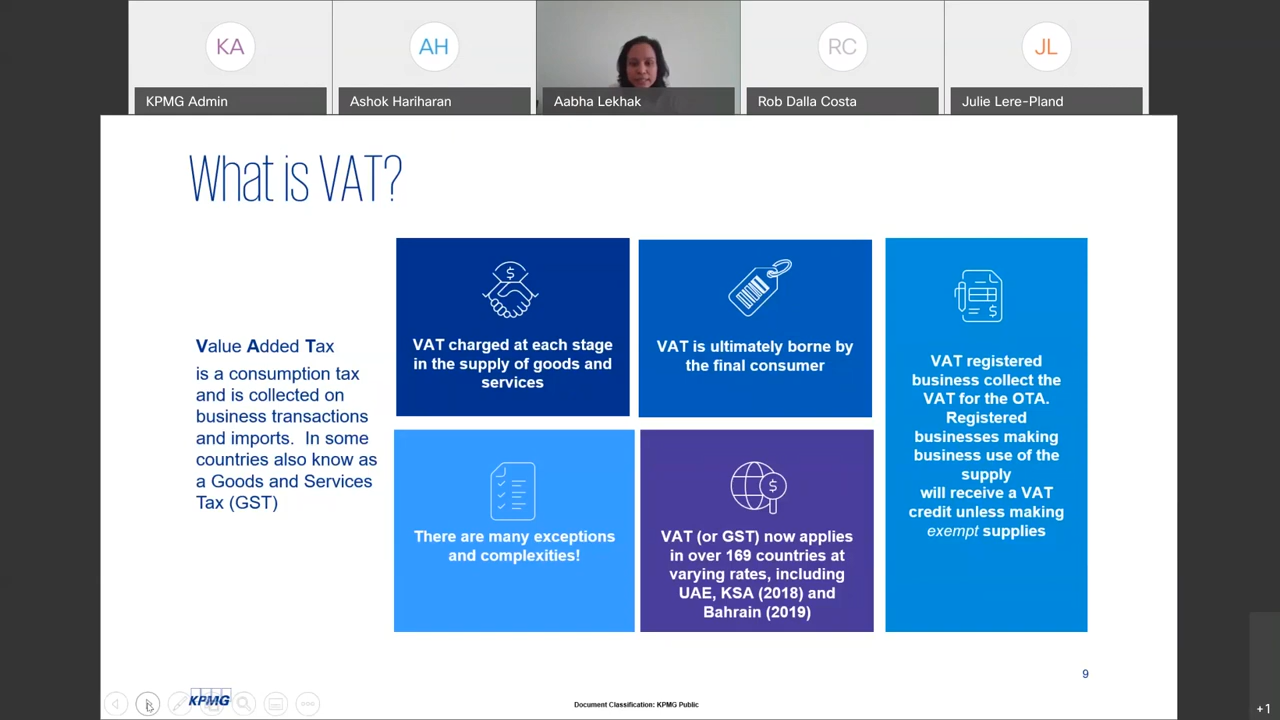 KA
AH
RC
JL
KPMG Admin
Ashok Hariharan
Aabha Lekhak
Rob Dalla Costa
Julie Lere-Pland
What is VAT?
Value Added Tax
is a consumption tax
and is collected on
business transactions
and imports. In some
countries also know as
a Goods and Services
Tax (GST)
$
VAT charged at each stage
in the supply of goods and
services
VAT is ultimately borne by
the final consumer
$
VAT registered
business collect the
VAT for the OTA.
Registered
businesses making
business use of the
supply
will receive a VAT
credit unless making
exempt supplies
There are many exceptions
and complexities!
$
VAT (or GST) now applies
in over 169 countries at
varying rates, including
UAE, KSA (2018) and
Bahrain (2019)
9
KPMG
Document Classification: KPMG Public
+1